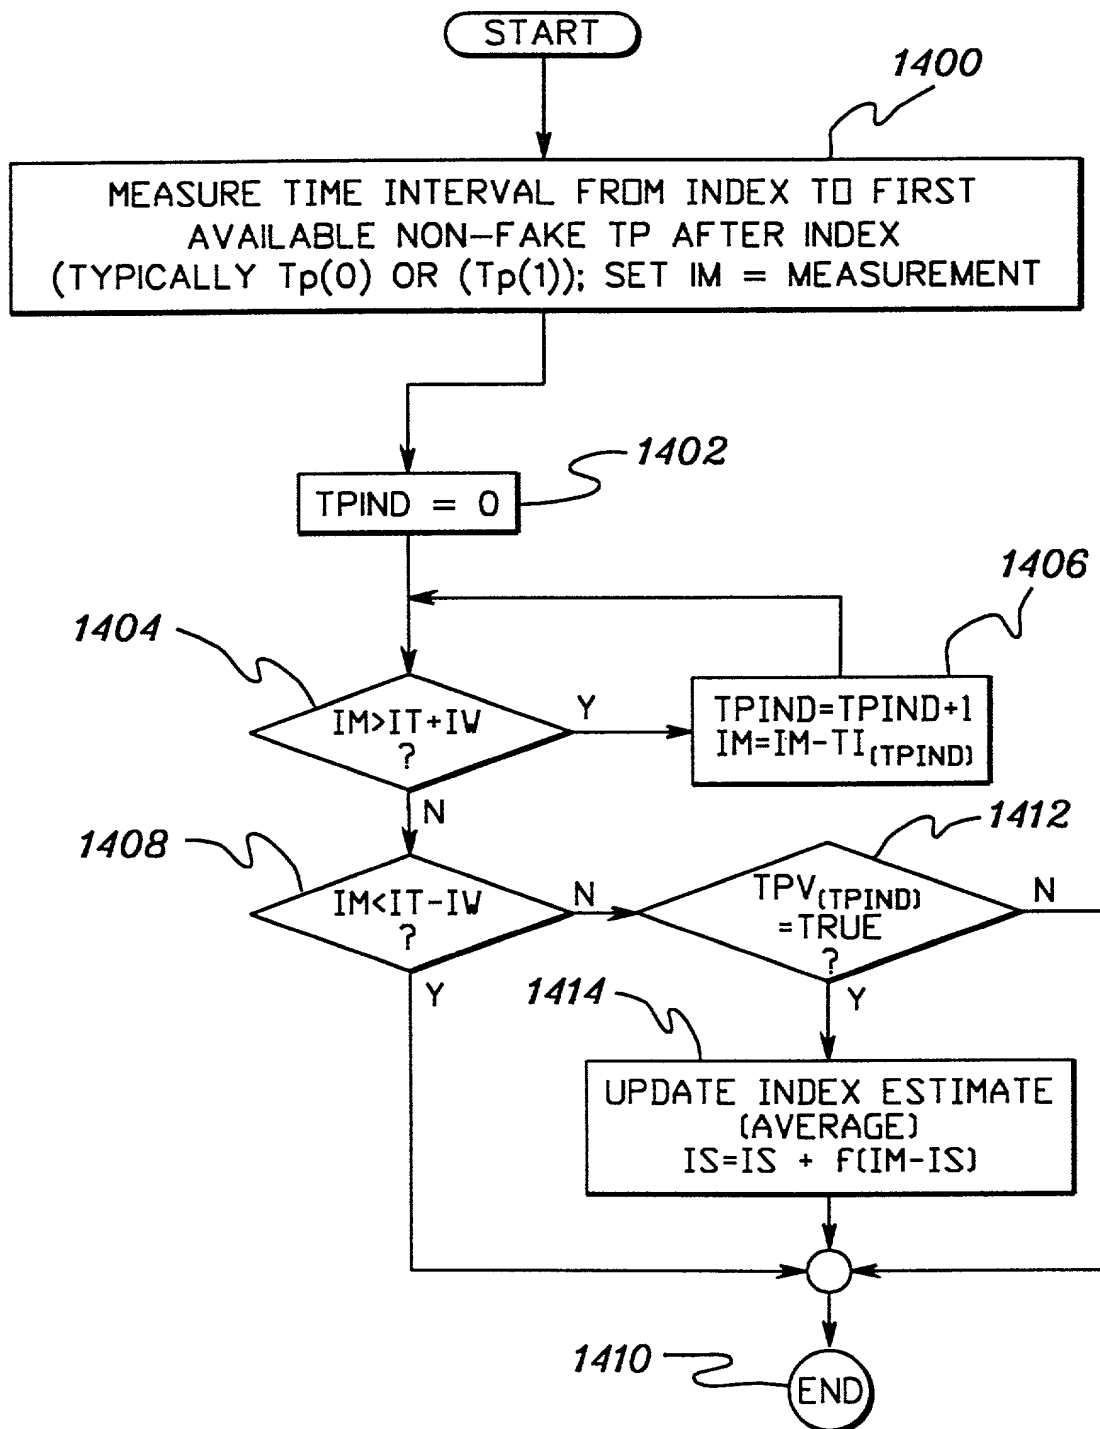 START
1400
MEASURE TIME INTERVAL FROM INDEX TO FIRST
AVAILABLE NON-FAKE TP AFTER INDEX
(TYPICALLY Tp(0) OR (Tp(1)); SET IM = MEASUREMENT
1402
TPIND = 0
1406
1404
IM>IT+IW
?
Y
TPIND=TPIND+1
IM=IM-TI(TPIND)
N
1408
1412
IM<IT-IW
?
N
TPV(TPIND)
=TRUE
?
N
Y
Y
1414
UPDATE INDEX ESTIMATE
(AVERAGE)
IS=IS + F(IM-IS)
1410
END